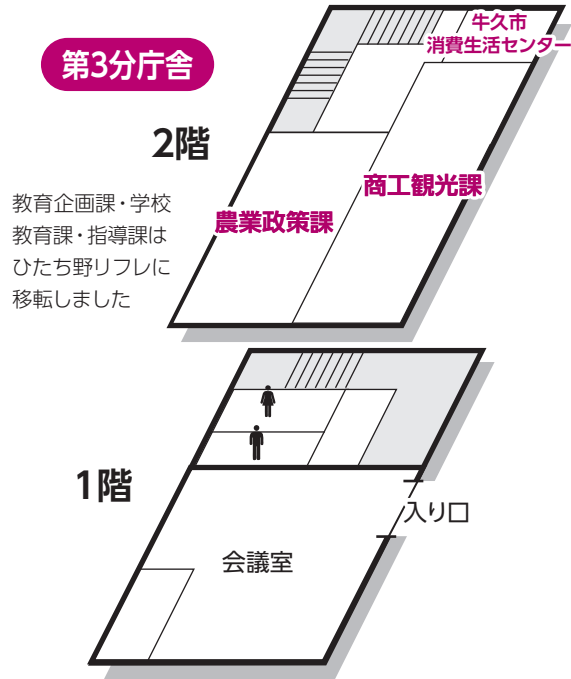 第3分庁舎
牛久市
消費生活センター
2階
商工観光課
農業政策課
教育企画課・学校
教育課・指導課は
ひたち野リフレに
移転しました
1階
入り口
会議室